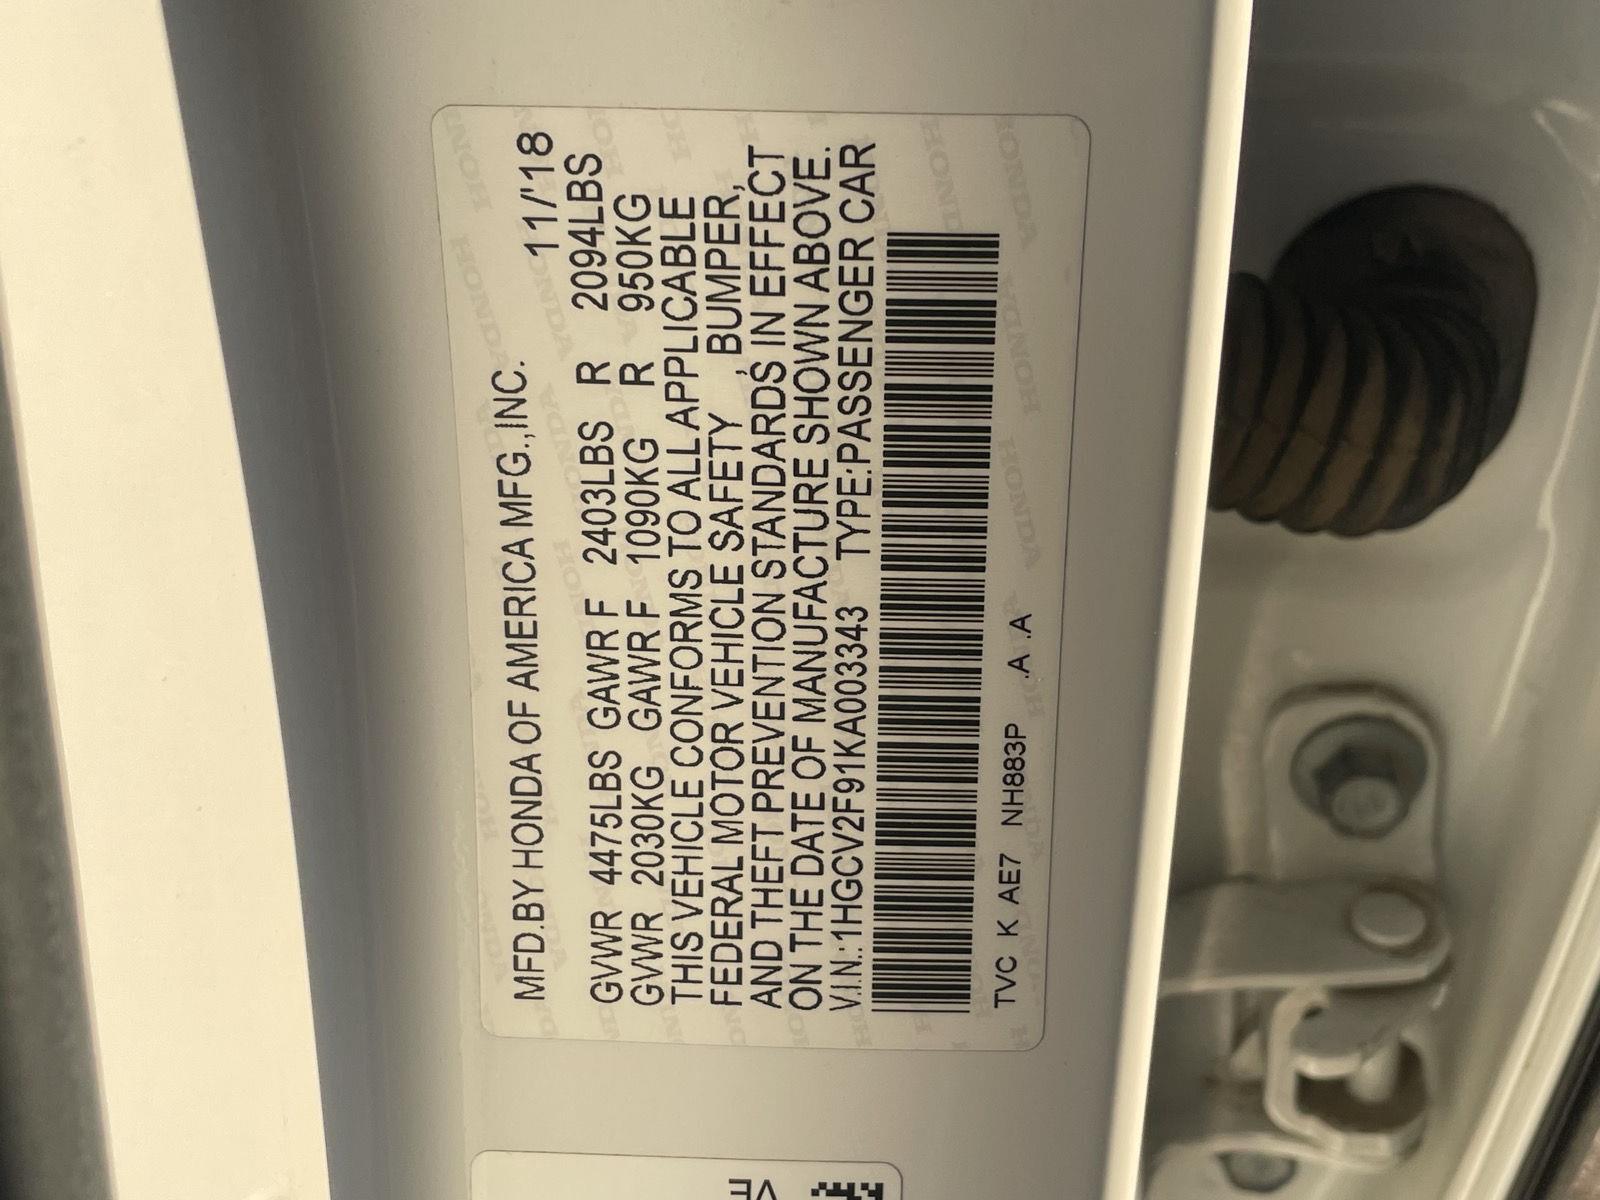 MFD.BY HONDA OF AMERICA MFG.,INC. 11/'18
GVWR 4475LBS GAWR F 2403LBS R 2094LBS
GVWR 2030KG GAWR F 1090KG R 950KG
THIS VEHICLE CONFORMS TO ALL APPLICABLE
FEDERAL MOTOR VEHICLE SAFETY , BUMPER,
AND THEFT PREVENTION STANDARDS IN EFFECT
ON THE DATE OF MANUFACTURE SHOWN ABOVE.
V.I.N.:1HGCV2F91KA003343 TYPE:PASSENGER CAR
TVC K AE7 NH883P .A .A